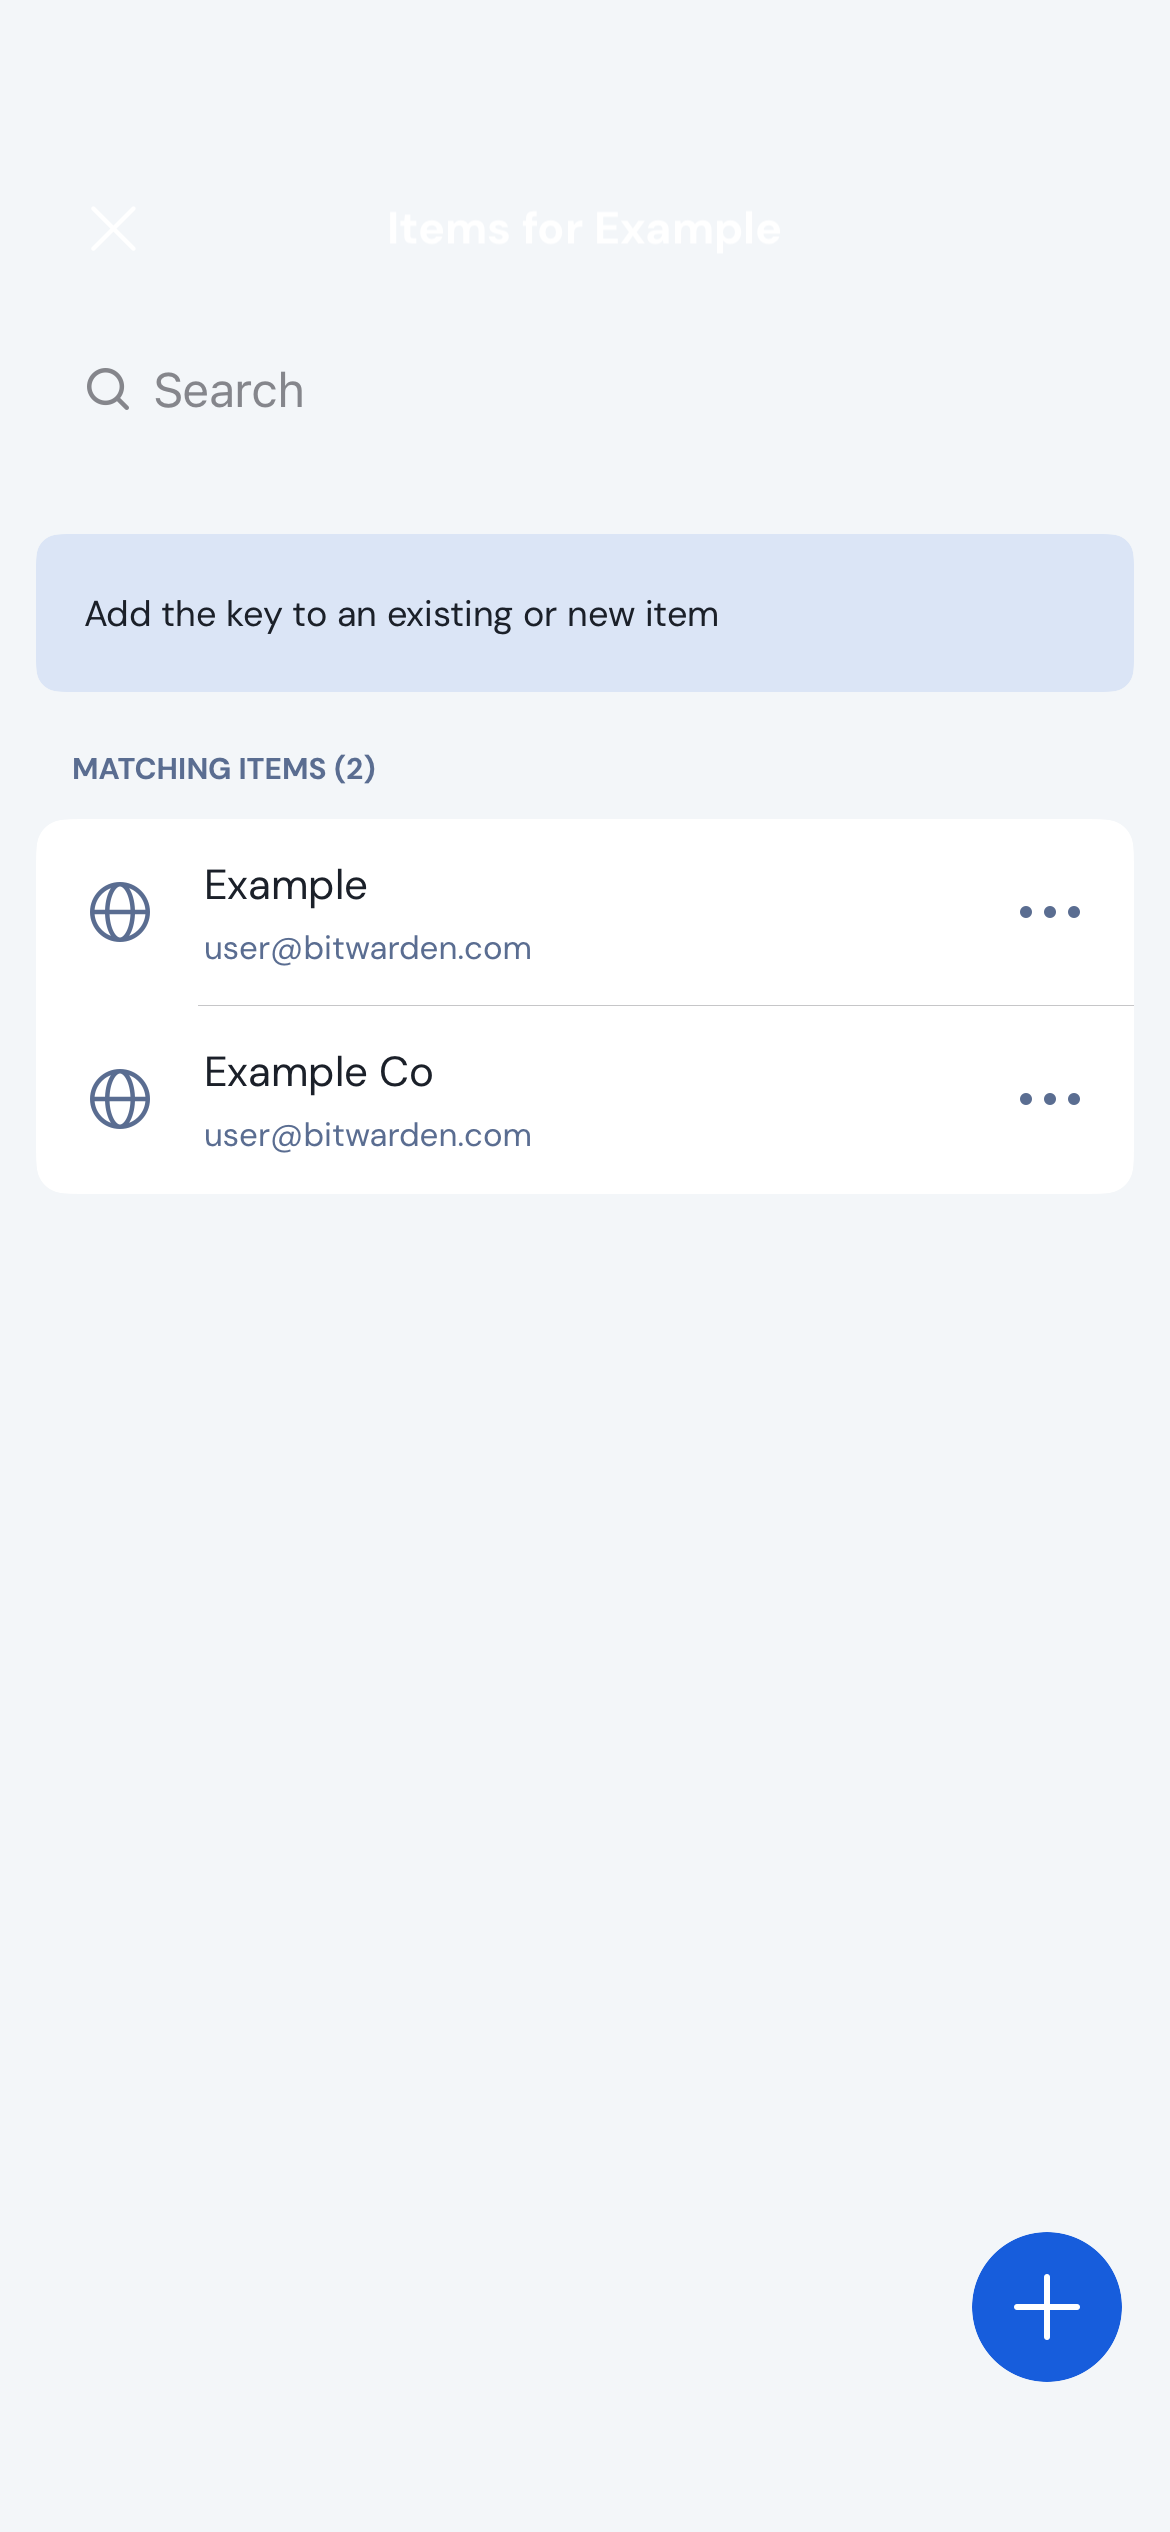 Items for Example
Search
Add the key to an existing or new item
MATCHING ITEMS (2)
Example
user@bitwarden.com
Example Co
user@bitwarden.com